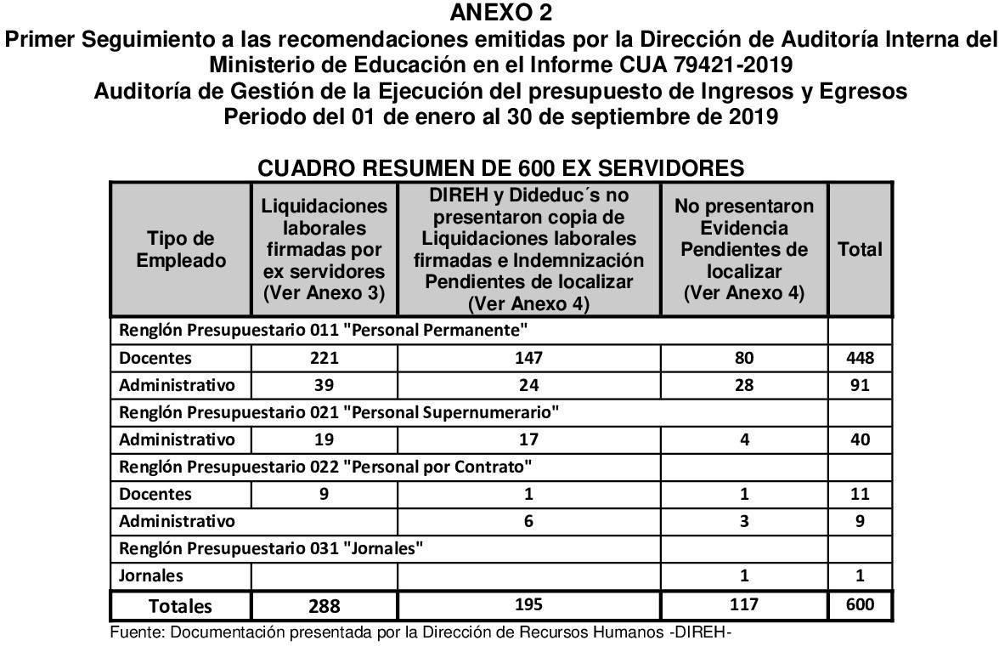 ANEXO 2
Primer Seguimiento a las recomendaciones emitidas por la Dirección de Auditoría Interna del
Ministerio de Educación en el Informe CUA 79421-2019
Auditoría de Gestión de la Ejecución del presupuesto de Ingresos y Egresos
Periodo del 01 de enero al 30 de septiembre de 2019
CUADRO RESUMEN DE 600 EX SERVIDORES
Tipo de
Empleado
Liquidaciones
laborales
firmadas por
ex servidores
(Ver Anexo 3)
DIREH y Dideduc´s no
presentaron copia de
Liquidaciones laborales
firmadas e Indemnización
Pendientes de localizar
(Ver Anexo 4)
No presentaron
Evidencia
Pendientes de
localizar
(Ver Anexo 4)
Total
Renglón Presupuestario 011 "Personal Permanente"
Docentes 221 147 80 448
Administrativo 39 24 28 91
Renglón Presupuestario 021 "Personal Supernumerario"
Administrativo 19 17 4 40
Renglón Presupuestario 022 "Personal por Contrato"
Docentes 9 1 1 11
Administrativo 6 3 9
Renglón Presupuestario 031 "Jornales"
Jornales 1 1
Totales 288 195 117 600
Fuente: Documentación presentada por la Dirección de Recursos Humanos -DIREH-